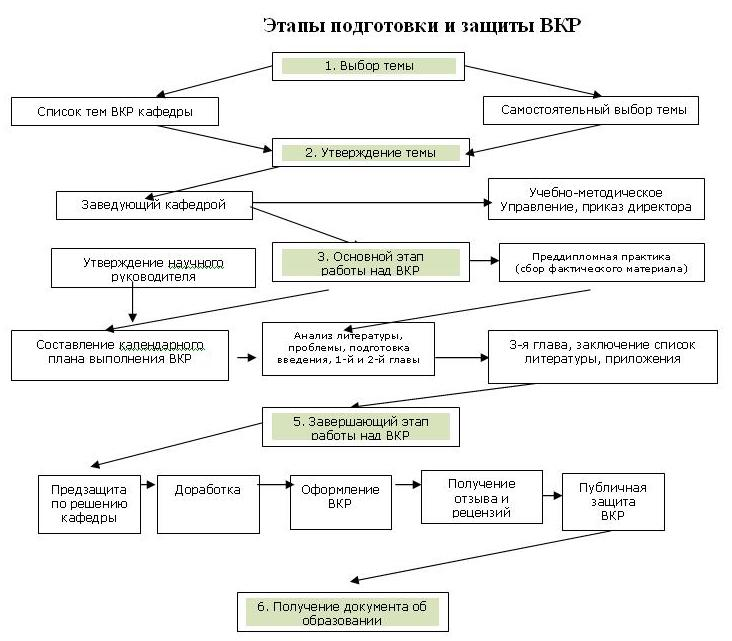 Этапы подготовки и защиты ВКР
1. Выбор темы
Список тем ВКР кафедры
Самостоятельный выбор темы
2. Утверждение темы
Заведующий кафедрой
Учебно-методическое
Управление, приказ директора
Утверждение научного
руководителя
3. Основной этап
работы над ВКР
Преддипломная практика
(сбор фактического материала)
Составление календарного
плана выполнения ВКР
Анализ литературы,
проблемы, подготовка
введения, 1-й и 2-й главы
3-я глава, заключение список
литературы, приложения
5. Завершающий этап
работы над ВКР
Предзащита
по решению
кафедры
Доработка
Оформление
ВКР
Получение
отзыва и
рецензий
Публичная
защита
ВКР
6. Получение документа об
образовании